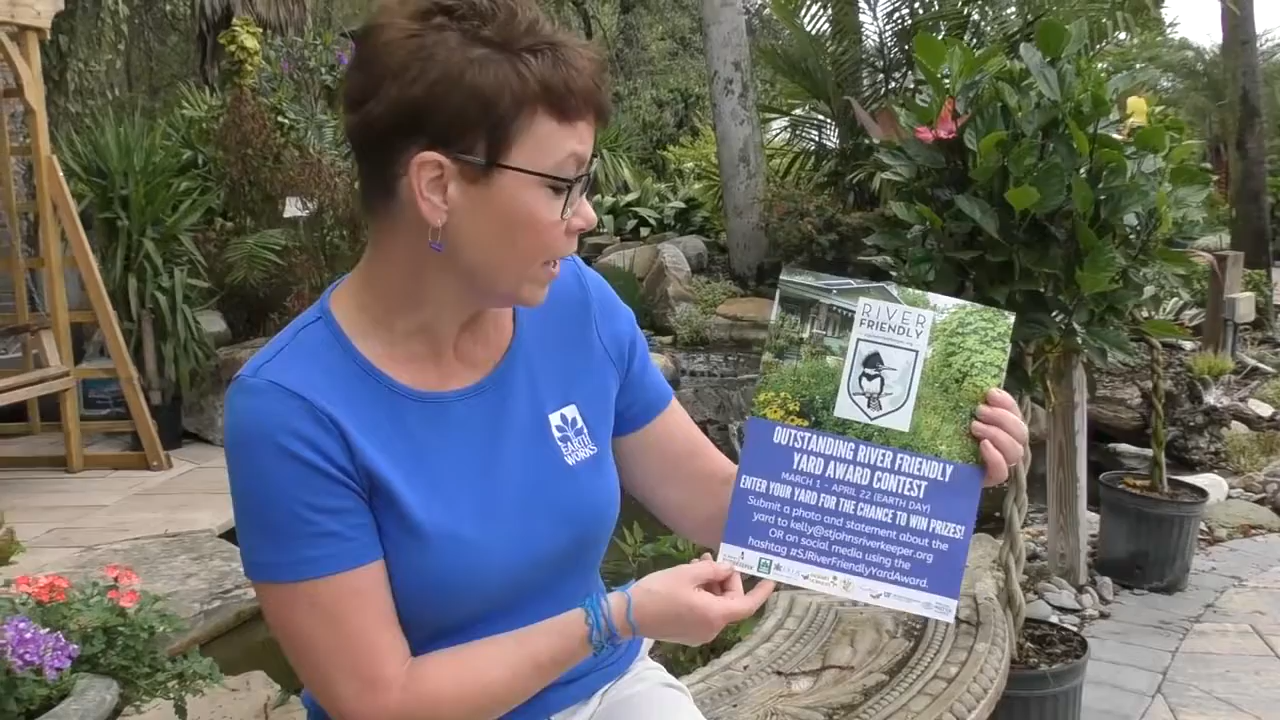 EARTH
WORKS
RIVER
FRIENDLY
OUTSTANDING RIVER FRIENDLY
YARD AWARD CONTEST
MARCH 1 - APRIL 22 (EARTH DAY)
ENTER YOUR YARD FOR THE CHANCE TO WIN PRIZES!
Submit a photo and statement about the
yard to kelly@stjohnsriverkeeper.org
OR on social media using the
hashtag #SJRiverFriendlyYardAward.